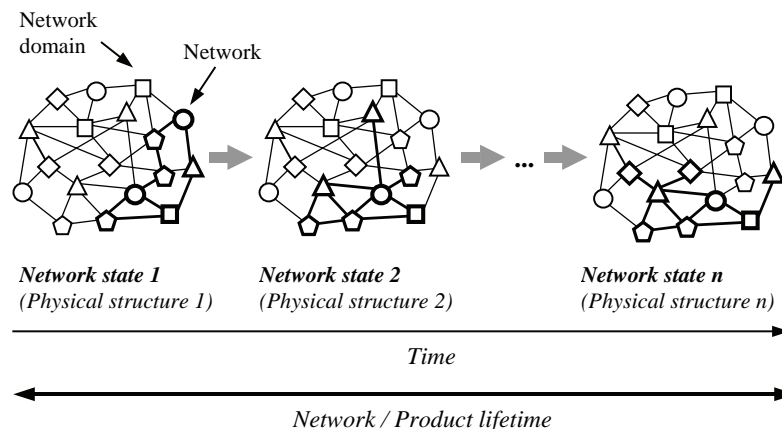 Network
domain
Network
...
Network state 1
(Physical structure 1)
Network state 2
(Physical structure 2)
Network state n
(Physical structure n)
Time
Network / Product lifetime